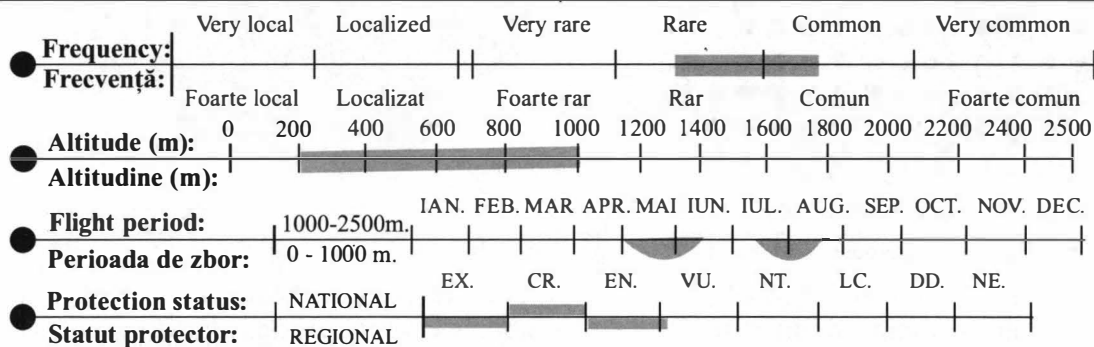 Very local Localized Very rare Rare Common Very common
Frequency:
Frecvență:
Foarte local Localizat Foarte rar Rar Comun Foarte comun
0 200 400 600 800 1000 1200 1400 1600 1800 2000 2200 2400 2500
Altitude (m):
Altitudine (m):
IAN. FEB. MAR APR. MAI IUN. IUL. AUG. SEP. OCT. NOV. DEC.
Flight period: 1000-2500m.
Perioada de zbor: 0 - 1000 m.
EX. CR. EN. VU. NT. LC. DD. NE.
Protection status: NATIONAL
Statut protector: REGIONAL